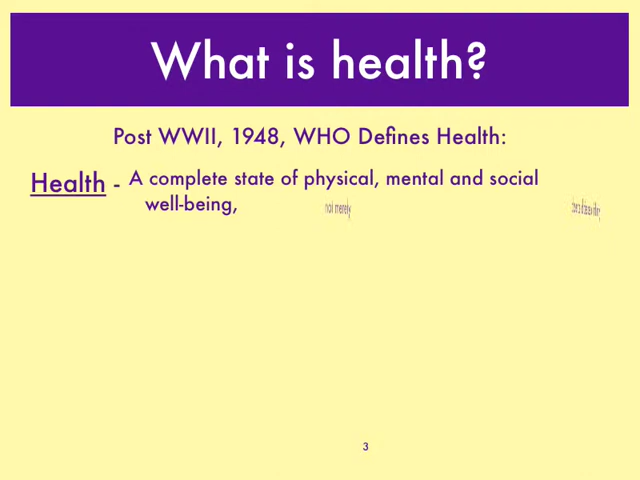 What is health?
Post WWII, 1948, WHO Defines Health:
Health - A complete state of physical, mental and social
well-being, not merely
3